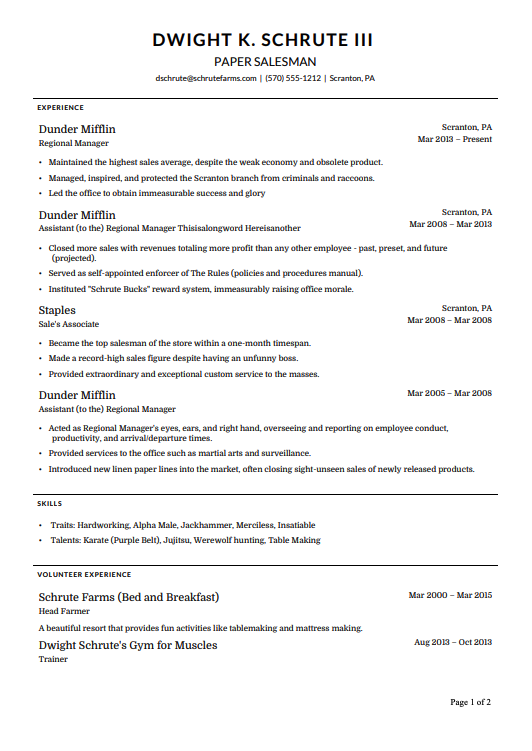 DWIGHT K. SCHRUTE III
PAPER SALESMAN
dschrute@schrutefarms.com | (570) 555-1212 | Scranton, PA
EXPERIENCE
Dunder Mifflin
Scranton, PA
Regional Manager
Mar 2013 – Present
• Maintained the highest sales average, despite the weak economy and obsolete product.
• Managed, inspired, and protected the Scranton branch from criminals and raccoons.
• Led the office to obtain immeasurable success and glory
Dunder Mifflin
Scranton, PA
Assistant (to the) Regional Manager Thisisalongword Hereisanother
Mar 2008 – Mar 2013
• Closed more sales with revenues totaling more profit than any other employee - past, preset, and future
(projected).
• Served as self-appointed enforcer of The Rules (policies and procedures manual).
• Instituted "Schrute Bucks" reward system, immeasurably raising office morale.
Staples
Scranton, PA
Sale's Associate
Mar 2008 – Mar 2008
• Became the top salesman of the store within a one-month timespan.
• Made a record-high sales figure despite having an unfunny boss.
• Provided extraordinary and exceptional custom service to the masses.
Dunder Mifflin
Mar 2005 – Mar 2008
Assistant (to the) Regional Manager
• Acted as Regional Manager's eyes, ears, and right hand, overseeing and reporting on employee conduct,
productivity, and arrival/departure times.
• Provided services to the office such as martial arts and surveillance.
• Introduced new linen paper lines into the market, often closing sight-unseen sales of newly released products.
SKILLS
• Traits: Hardworking, Alpha Male, Jackhammer, Merciless, Insatiable
• Talents: Karate (Purple Belt), Jujitsu, Werewolf hunting, Table Making
VOLUNTEER EXPERIENCE
Schrute Farms (Bed and Breakfast)
Mar 2000 – Mar 2015
Head Farmer
A beautiful resort that provides fun activities like tablemaking and mattress making.
Dwight Schrute's Gym for Muscles
Aug 2013 – Oct 2013
Trainer
Page 1 of 2